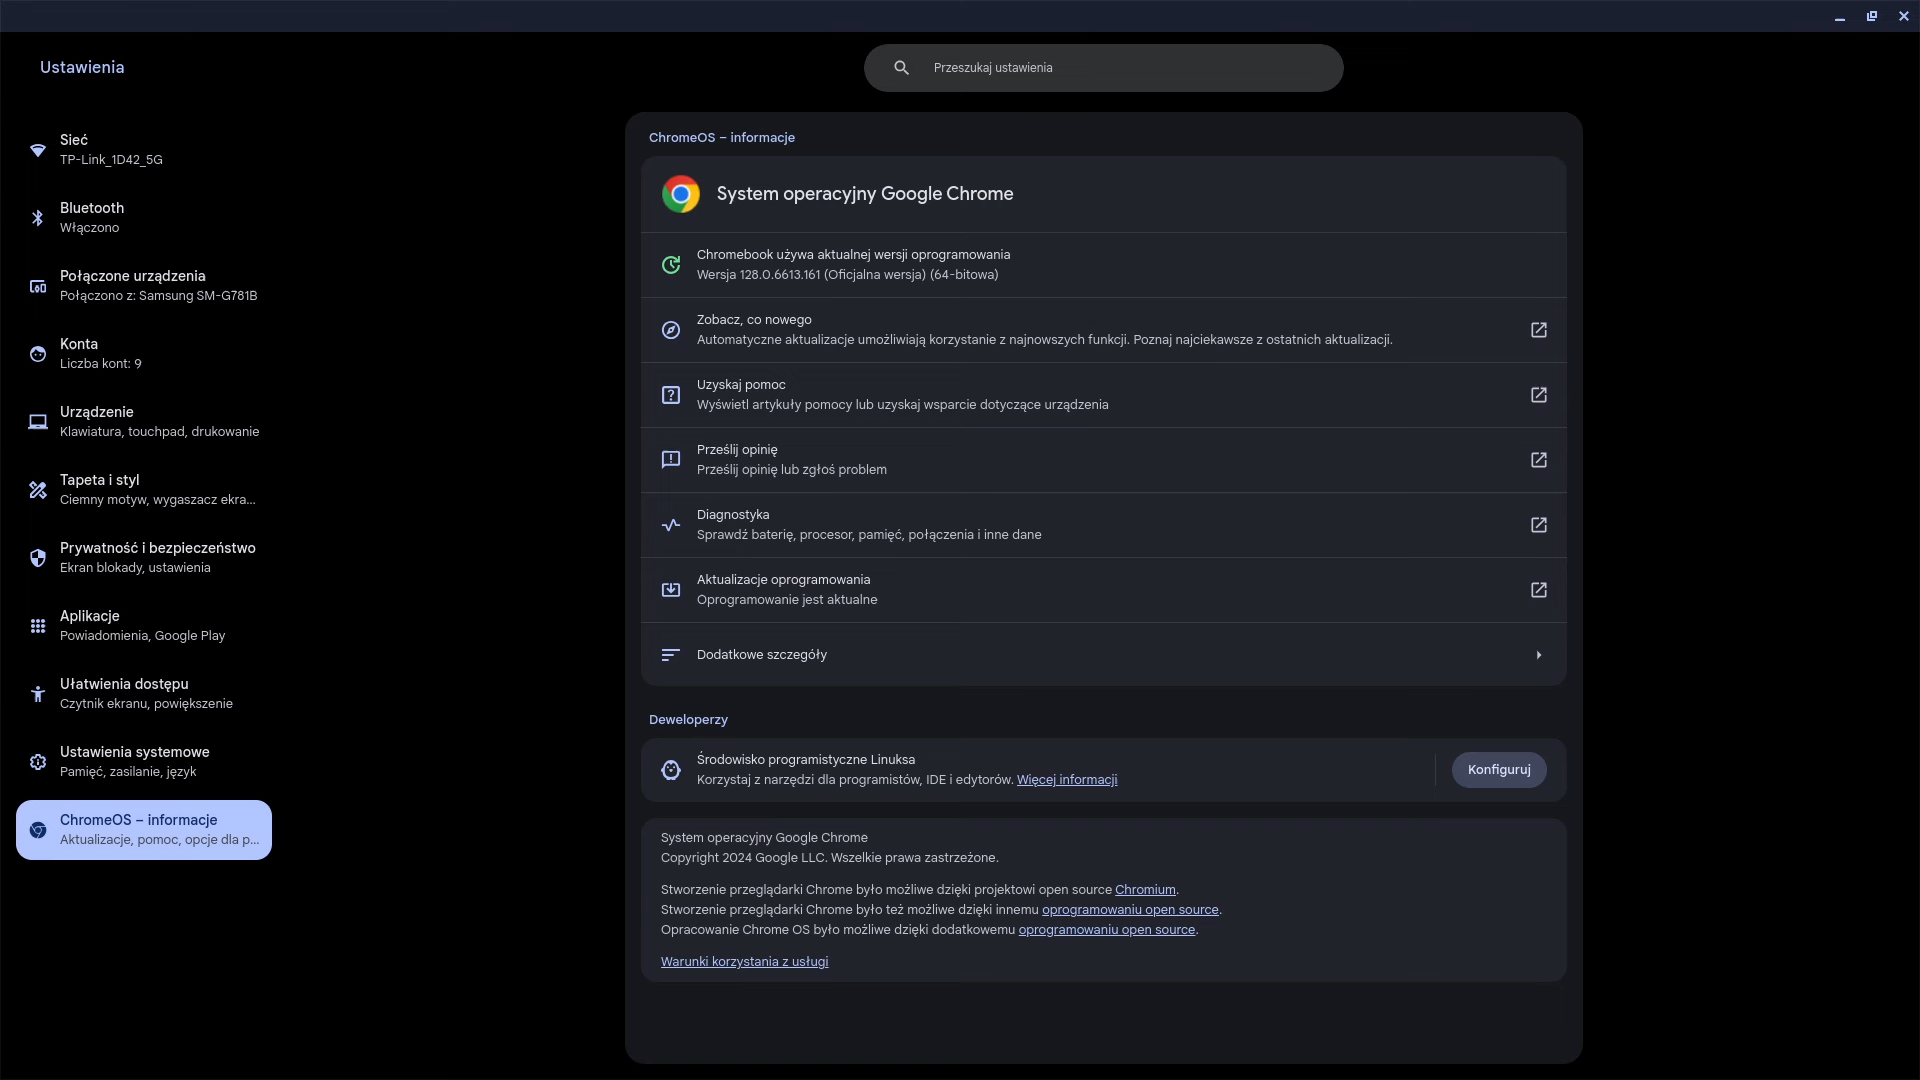 Ustawienia
Przeszukaj ustawienia
Sieć
TP-Link_1D42_5G
Bluetooth
Włączono
Połączone urządzenia
Połączono z: Samsung SM-G781B
Konta
Liczba kont: 9
Urządzenie
Klawiatura, touchpad, drukowanie
Tapeta i styl
Ciemny motyw, wygaszacz ekra...
Prywatność i bezpieczeństwo
Ekran blokady, ustawienia
Aplikacje
Powiadomienia, Google Play
Ułatwienia dostępu
Czytnik ekranu, powiększenie
Ustawienia systemowe
Pamięć, zasilanie, język
ChromeOS – informacje
Aktualizacje, pomoc, opcje dla p...
ChromeOS – informacje
System operacyjny Google Chrome
Chromebook używa aktualnej wersji oprogramowania
Wersja 128.0.6613.161 (Oficjalna wersja) (64-bitowa)
Zobacz, co nowego
Automatyczne aktualizacje umożliwiają korzystanie z najnowszych funkcji. Poznaj najciekawsze z ostatnich aktualizacji.
Uzyskaj pomoc
Wyświetl artykuły pomocy lub uzyskaj wsparcie dotyczące urządzenia
Prześlij opinię
Prześlij opinię lub zgłoś problem
Diagnostyka
Sprawdź baterię, procesor, pamięć, połączenia i inne dane
Aktualizacje oprogramowania
Oprogramowanie jest aktualne
Dodatkowe szczegóły
Deweloperzy
Środowisko programistyczne Linuksa
Korzystaj z narzędzi dla programistów, IDE i edytorów. Więcej informacji
Konfiguruj
System operacyjny Google Chrome
Copyright 2024 Google LLC. Wszelkie prawa zastrzeżone.
Stworzenie przeglądarki Chrome było możliwe dzięki projektowi open source Chromium.
Stworzenie przeglądarki Chrome było też możliwe dzięki innemu oprogramowaniu open source.
Opracowanie Chrome OS było możliwe dzięki dodatkowemu oprogramowaniu open source.
Warunki korzystania z usługi